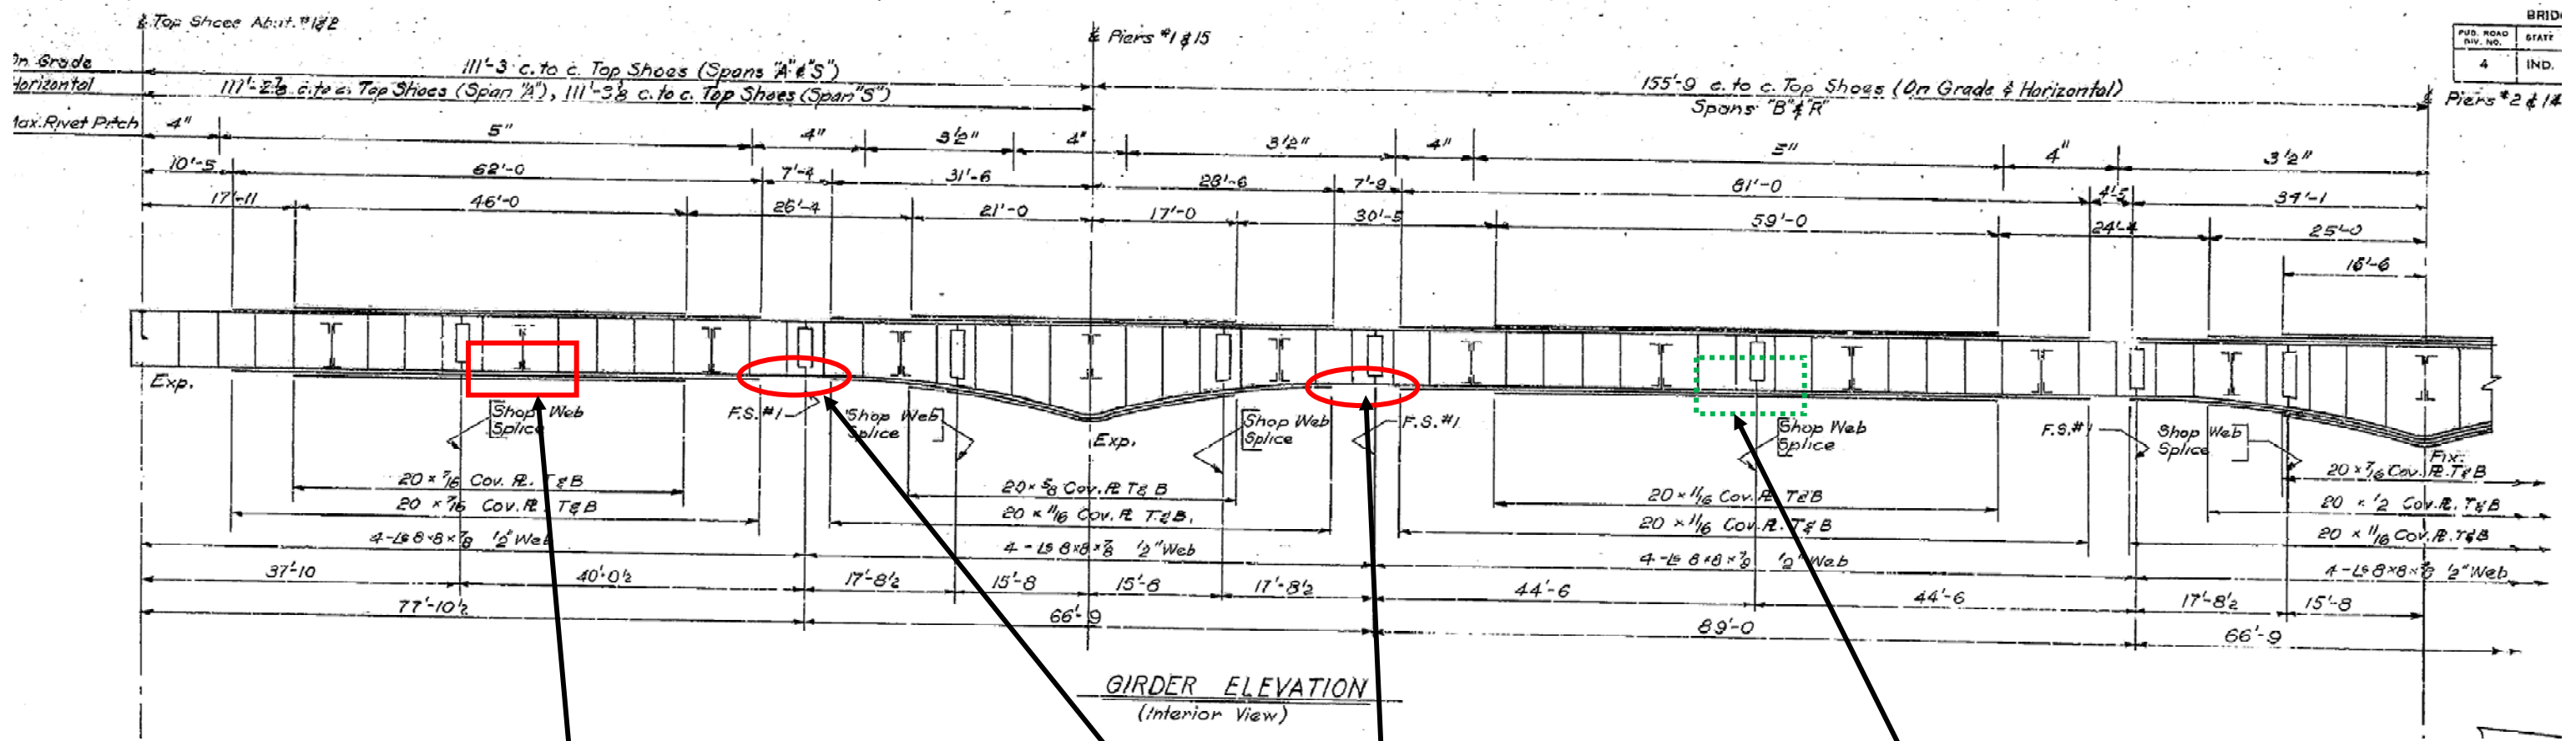 ℄ Top Shoes Abut. #1&2
℄ Piers #1 & 15
BRID
PUB. ROAD DIV. NO.
STATE
4
IND.
On Grade
111'-3 c. to c. Top Shoes (Spans "A" & "S")
Horizontal
111'-2⅞ c. to c. Top Shoes (Span "A"), 111'-3⅛ c. to c. Top Shoes (Span "S")
155'-9 c. to c. Top Shoes (On Grade & Horizontal)
Spans "B" & "R"
℄ Piers #2 & 14
Max. Rivet Pitch
4" 5" 4" 3½" 4" 3½" 4" 5" 4" 3½"
10'-5 62'-0 7'-4 31'-6 28'-6 7'-9 81'-0 4'-5 34'-1
17'-11 46'-0 26'-4 21'-0 17'-0 30'-5 59'-0 24'-4 25'-0
16'-6
Exp.
Shop Web Splice
F.S.#1
Shop Web Splice
Exp.
Shop Web Splice
F.S.#1
Shop Web Splice
F.S.#1
Shop Web Splice
Fix.
20 × 7/16 Cov. ℄. T & B
20 × 7/16 Cov. ℄. T & B
20 × 5/8 Cov. ℄ T & B
20 × 11/16 Cov. ℄ T & B.
20 × 11/16 Cov. ℄ T & B
20 × 11/16 Cov. ℄. T & B
20 × 7/16 Cov. ℄. T & B
20 × 1/2 Cov. ℄. T & B
20 × 11/16 Cov. ℄. T & B
4-Ls 8×8×7/8 ½" Web
4-Ls 8×8×7/8 ½" Web
4-Ls 8×8×7/8 ½" Web
4-Ls 8×8×7/8 ½" Web
37'-10 40'-0½ 17'-8½ 15'-8 15'-8 17'-8½ 44'-6 44'-6 17'-8½ 15'-8
77'-10½ 66'-9 89'-0 66'-9
GIRDER ELEVATION
(Interior View)